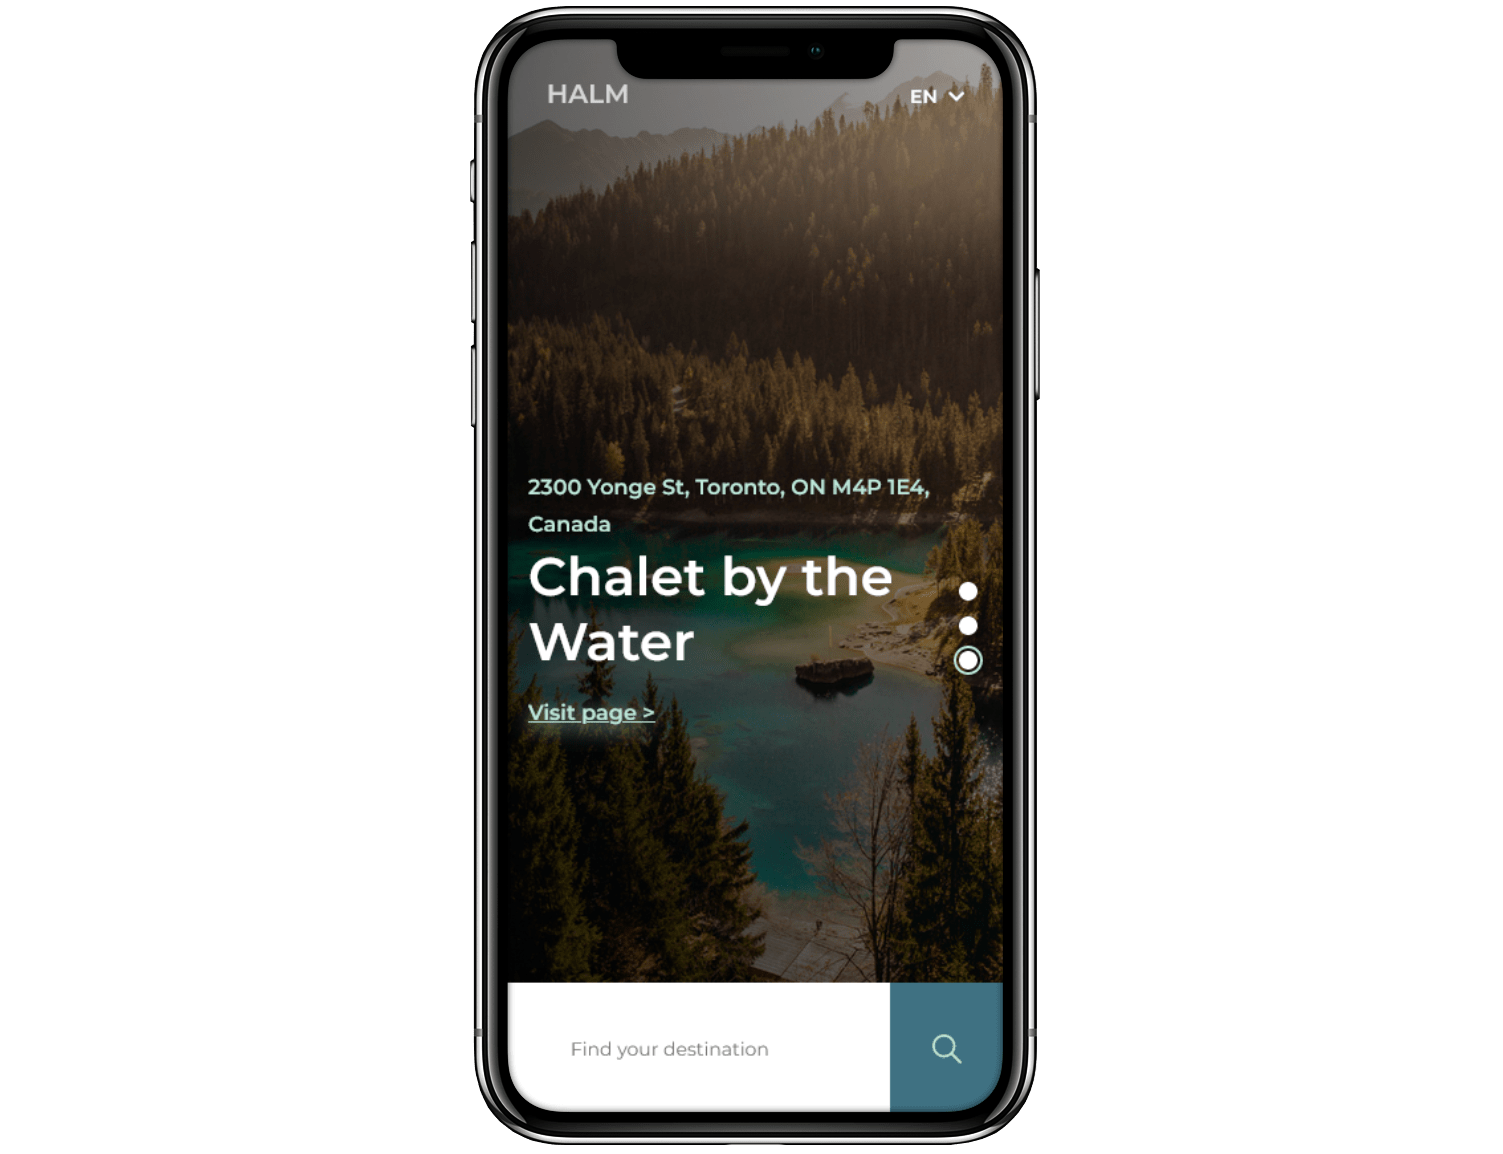 HALM
EN
2300 Yonge St, Toronto, ON M4P 1E4,
Canada
Chalet by the
Water
Visit page >
Find your destination